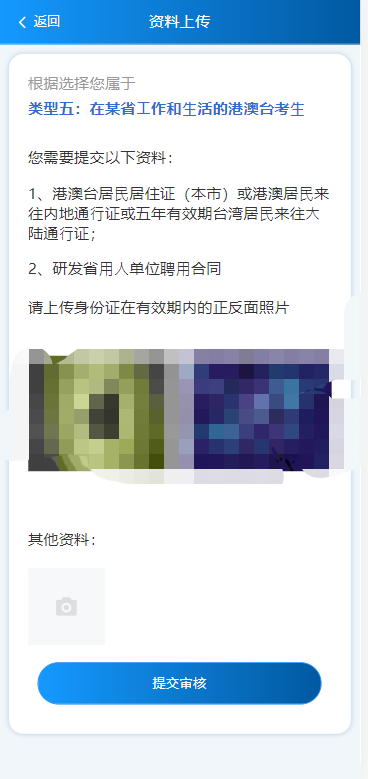 返回
资料上传
根据选择您属于
类型五：在某省工作和生活的港澳台考生
您需要提交以下资料：
1、港澳台居民居住证（本市）或港澳居民来
往内地通行证或五年有效期台湾居民来往大
陆通行证；
2、研发省用人单位聘用合同
请上传身份证在有效期内的正反面照片
其他资料：
提交审核